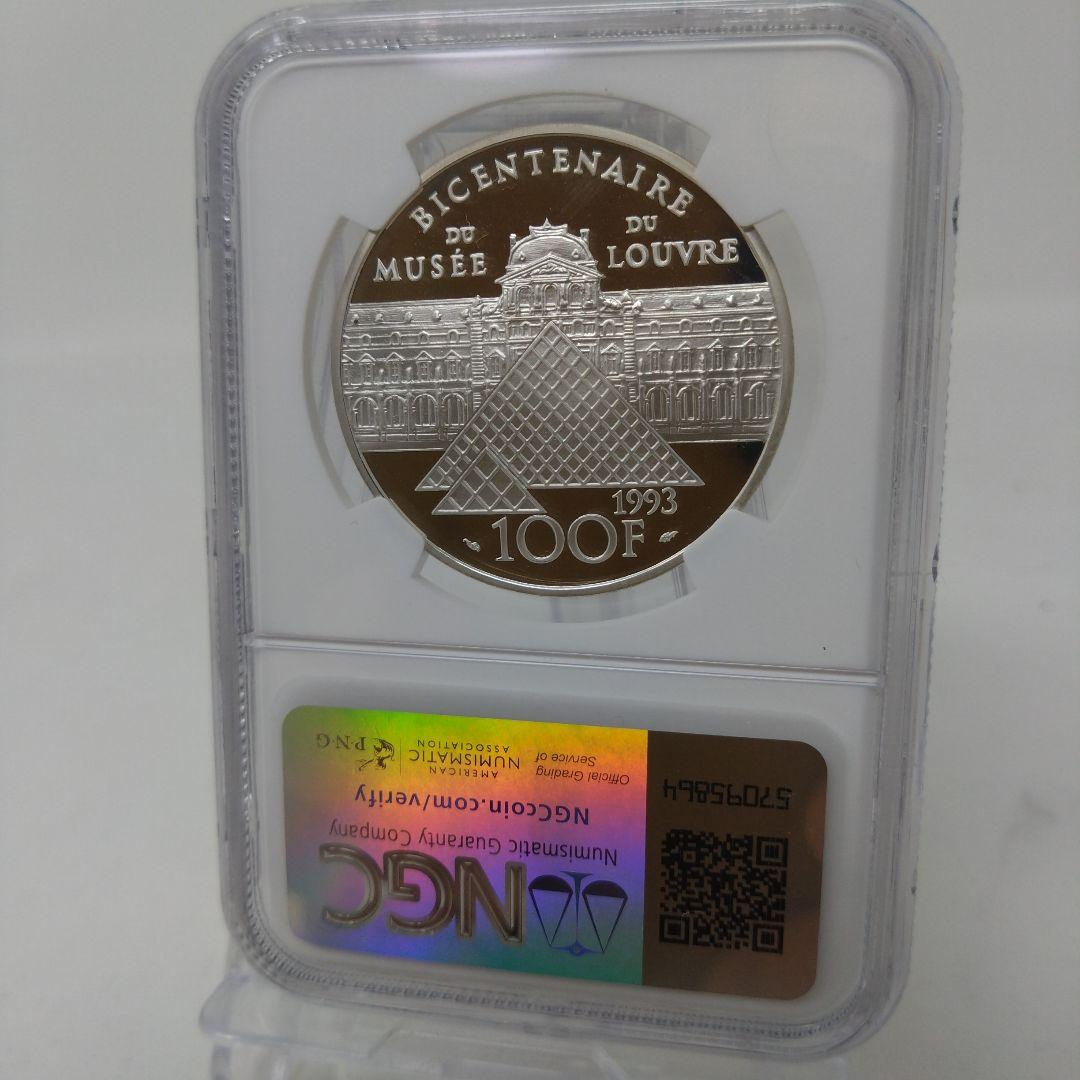 BICENTENAIRE
DU DU
MUSÉE LOUVRE
1993
100F
NGC
Numismatic Guaranty Company
NGCcoin.com/verify
Official Grading
Service of
AMERICAN
NUMISMATIC
ASSOCIATION
P·N·G
57095864